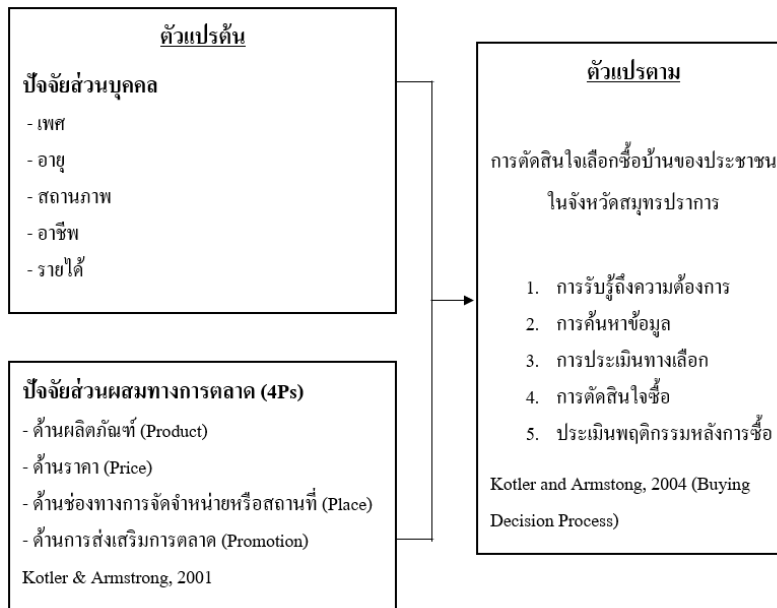 ตัวแปรต้น
ปัจจัยส่วนบุคคล
- เพศ
- อายุ
- สถานภาพ
- อาชีพ
- รายได้
ปัจจัยส่วนผสมทางการตลาด (4Ps)
- ด้านผลิตภัณฑ์ (Product)
- ด้านราคา (Price)
- ด้านช่องทางการจัดจำหน่ายหรือสถานที่ (Place)
- ด้านการส่งเสริมการตลาด (Promotion)
Kotler & Armstrong, 2001
ตัวแปรตาม
การตัดสินใจเลือกซื้อบ้านของประชาชน
ในจังหวัดสมุทรปราการ
1. การรับรู้ถึงความต้องการ
2. การค้นหาข้อมูล
3. การประเมินทางเลือก
4. การตัดสินใจซื้อ
5. ประเมินพฤติกรรมหลังการซื้อ
Kotler and Armstong, 2004 (Buying
Decision Process)